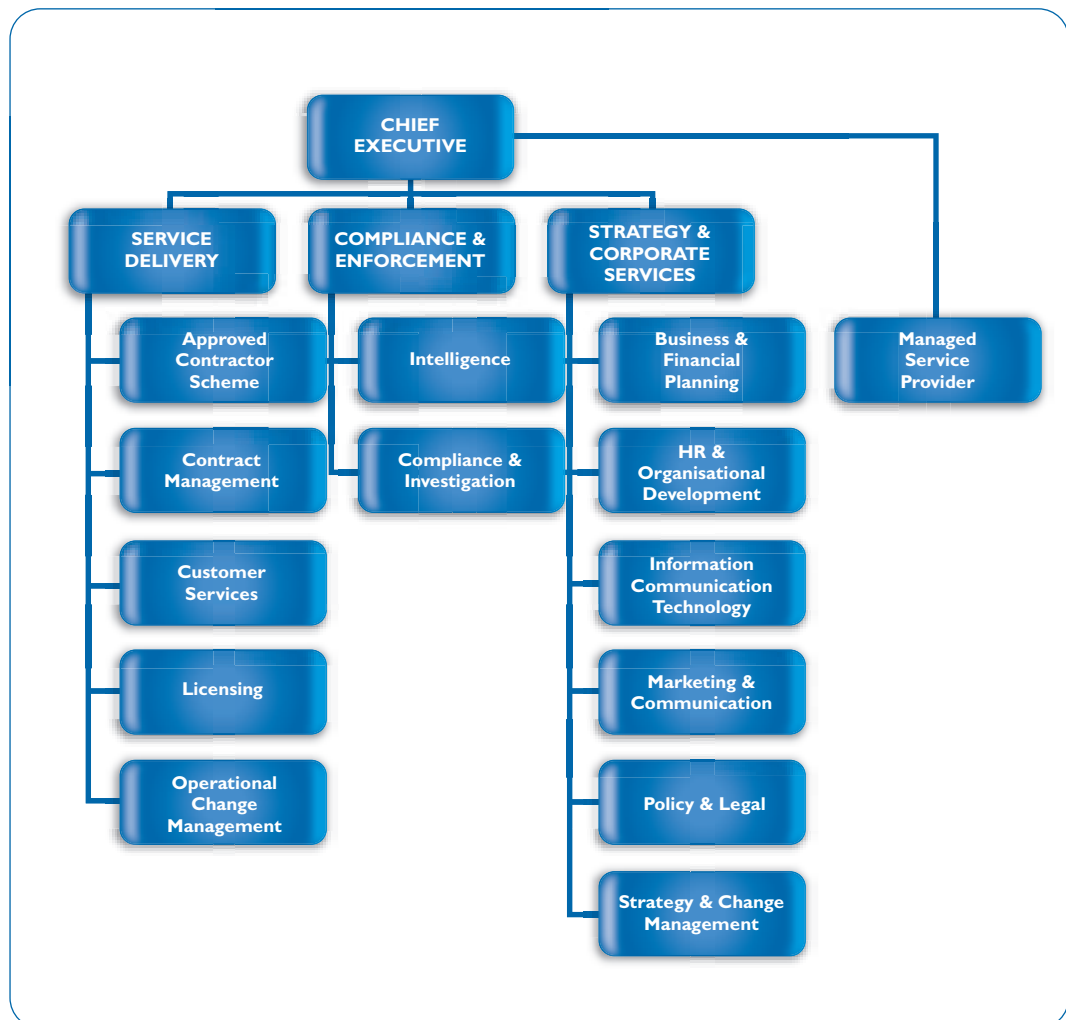 CHIEF
EXECUTIVE
SERVICE
DELIVERY
COMPLIANCE &
ENFORCEMENT
STRATEGY &
CORPORATE
SERVICES
Approved
Contractor
Scheme
Intelligence
Business &
Financial
Planning
Managed
Service
Provider
Contract
Management
Compliance &
Investigation
HR &
Organisational
Development
Customer
Services
Information
Communication
Technology
Licensing
Marketing &
Communication
Operational
Change
Management
Policy & Legal
Strategy & Change
Management